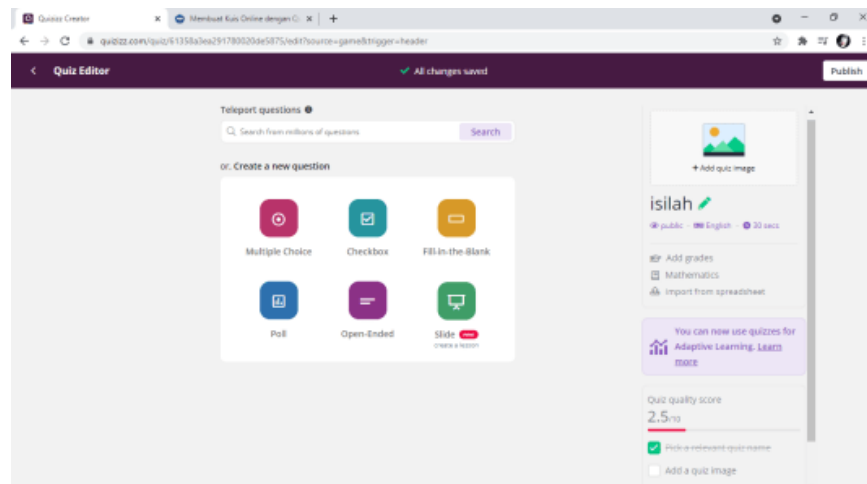 Quizizz Creator
Membuat Kuis Online dengan
quizizz.com/quiz/61358a3ea291780020de5875/edit?source=game&trigger=header
Quiz Editor
All changes saved
Publish
Teleport questions
Search from millions of questions
Search
or, Create a new question
Multiple Choice
Checkbox
Fill-in-the-Blank
Poll
Open-Ended
Slide new
create a lesson
+ Add quiz image
isilah
public - English - 30 secs
Add grades
Mathematics
Import from spreadsheet
You can now use quizzes for
Adaptive Learning. Learn
more
Quiz quality score
2.5/10
Pick a relevant quiz name
Add a quiz image